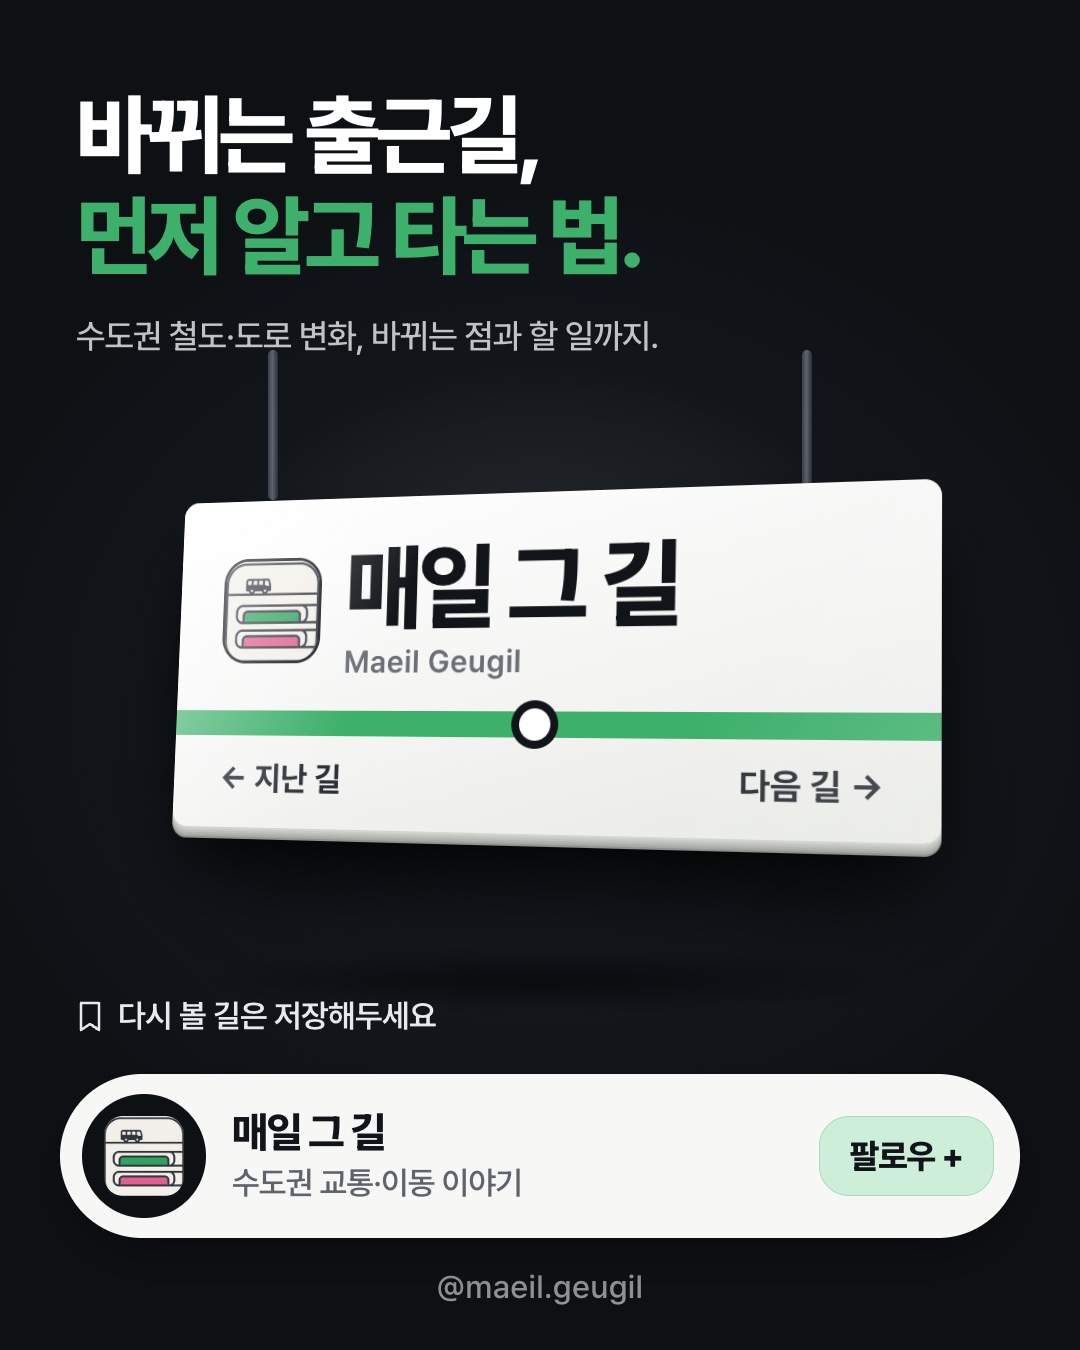 바뀌는 출근길,
먼저 알고 타는 법.
수도권 철도·도로 변화, 바뀌는 점과 할 일까지.
매일 그 길
Maeil Geugil
← 지난 길
다음 길 →
다시 볼 길은 저장해두세요
매일 그 길
수도권 교통·이동 이야기
팔로우 +
@maeil.geugil